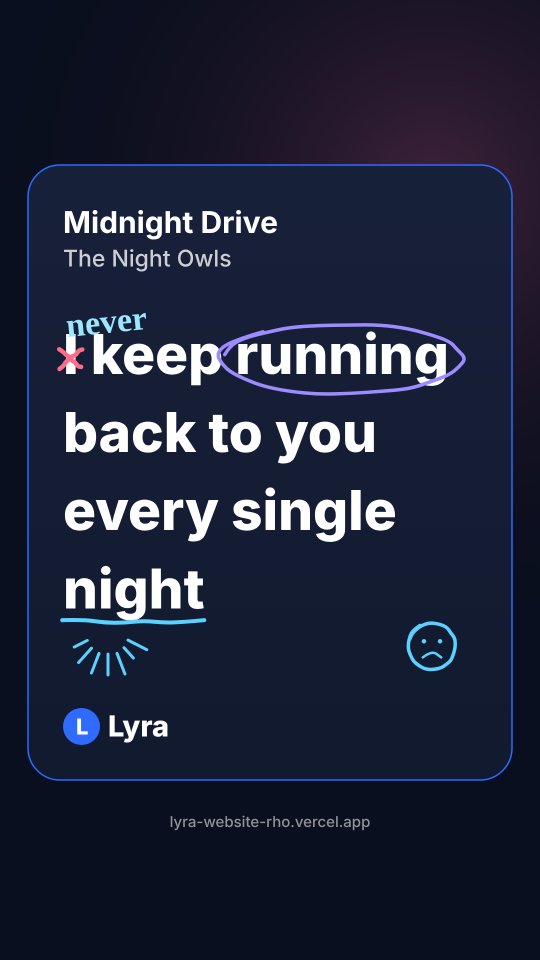 Midnight Drive
The Night Owls
never
I keep running
back to you
every single
night
L Lyra
lyra-website-rho.vercel.app